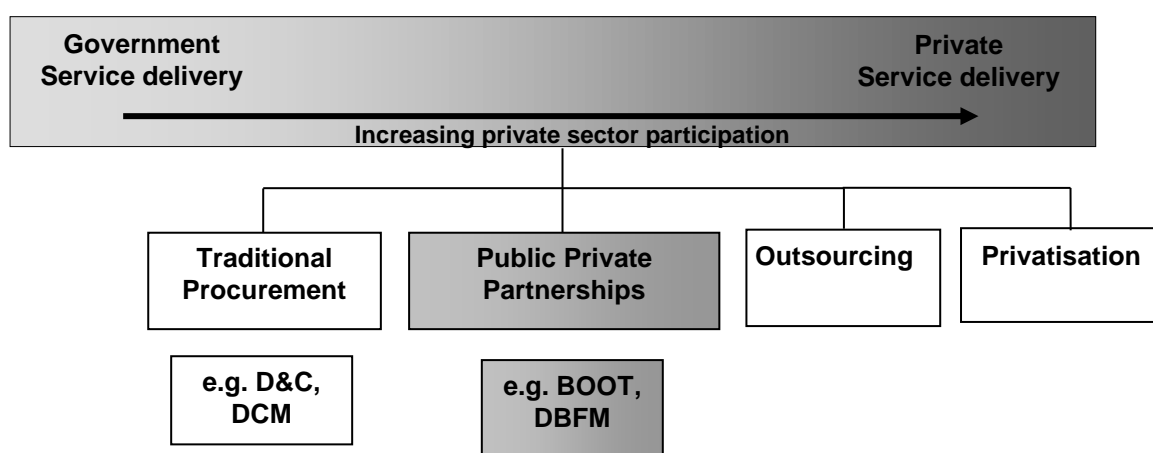 Government
Service delivery
Private
Service delivery
Increasing private sector participation
Traditional
Procurement
Public Private
Partnerships
Outsourcing
Privatisation
e.g. D&C,
DCM
e.g. BOOT,
DBFM